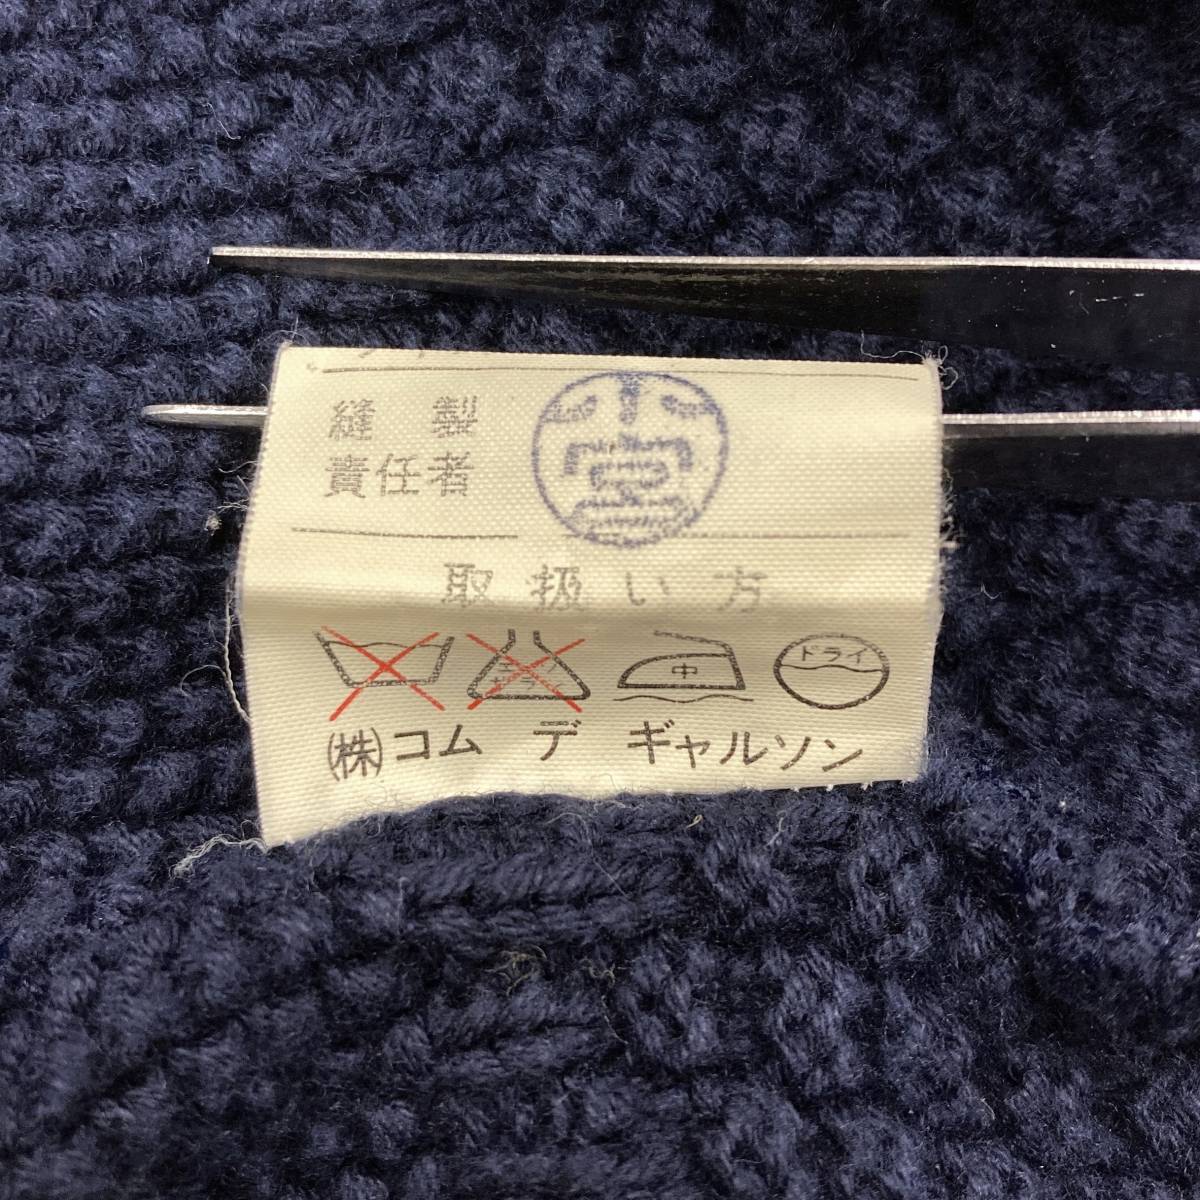 縫製
責任者
取扱い方
中 ドライ
㈱コム デ ギャルソン